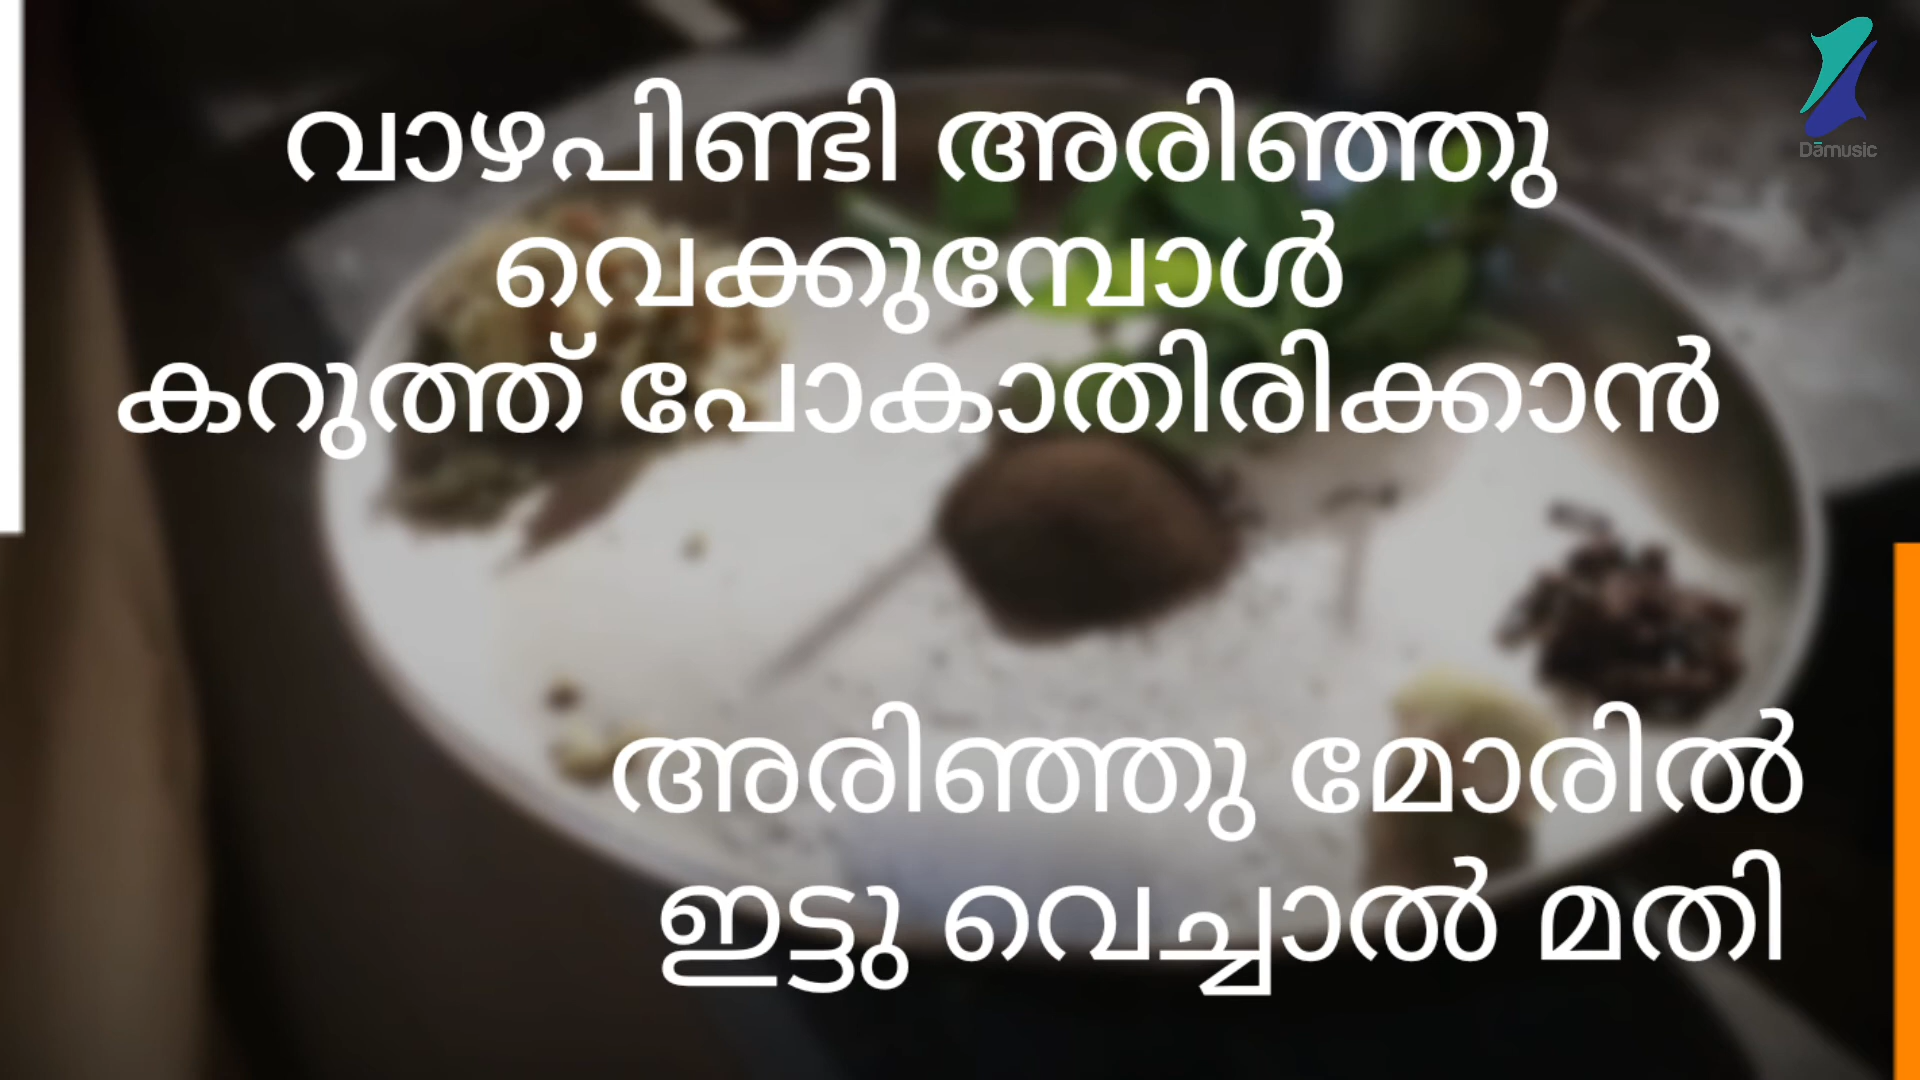 വാഴപിണ്ടി അരിഞ്ഞു
വെക്കുമ്പോൾ
കറുത്ത് പോകാതിരിക്കാൻ
അരിഞ്ഞു മോരിൽ
ഇട്ടു വെച്ചാൽ മതി
Dāmusic